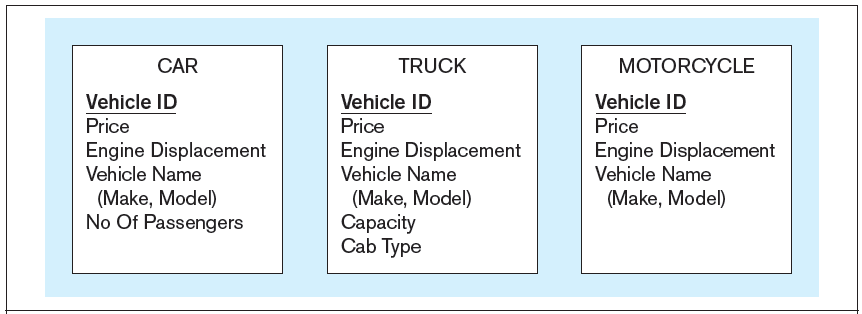 CAR
Vehicle ID
Price
Engine Displacement
Vehicle Name
(Make, Model)
No Of Passengers
TRUCK
Vehicle ID
Price
Engine Displacement
Vehicle Name
(Make, Model)
Capacity
Cab Type
MOTORCYCLE
Vehicle ID
Price
Engine Displacement
Vehicle Name
(Make, Model)